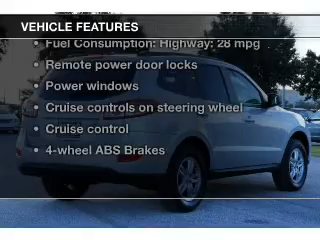 VEHICLE FEATURES
• Fuel Consumption: Highway: 28 mpg
• Remote power door locks
• Power windows
• Cruise controls on steering wheel
• Cruise control
• 4-wheel ABS Brakes